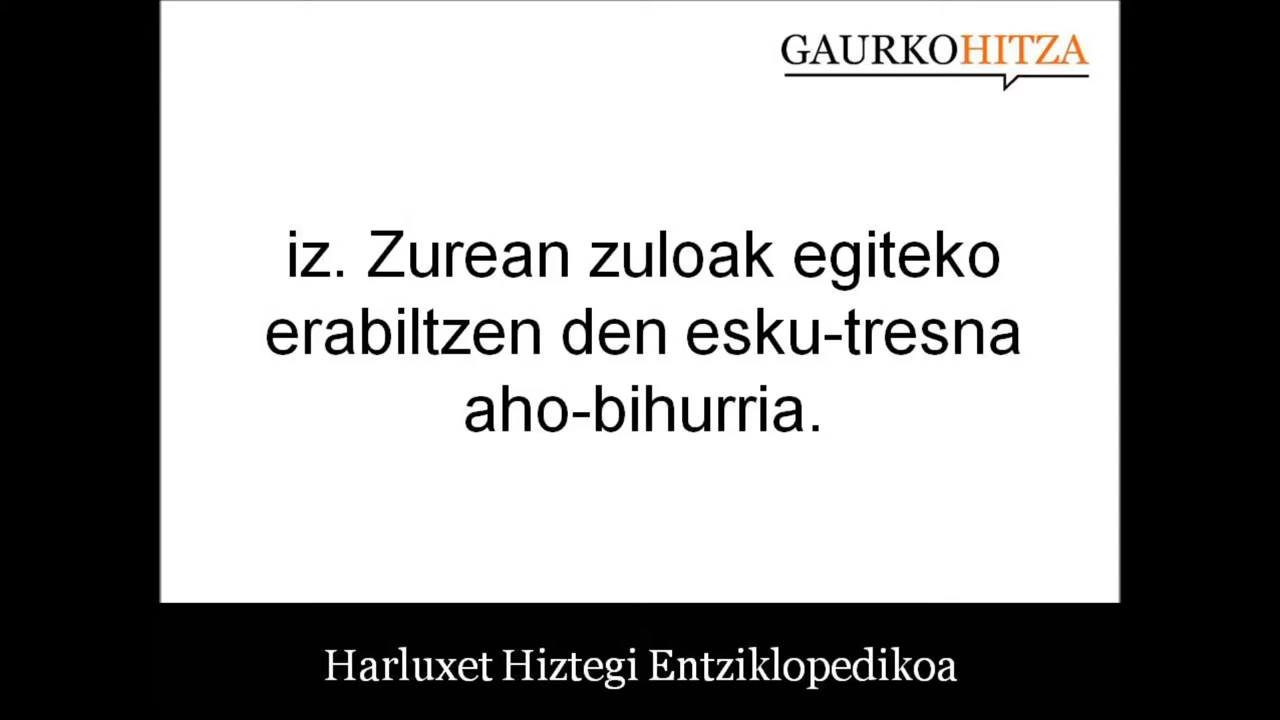 GAURKOHITZA
iz. Zurean zuloak egiteko
erabiltzen den esku-tresna
aho-bihurria.
Harluxet Hiztegi Entziklopedikoa